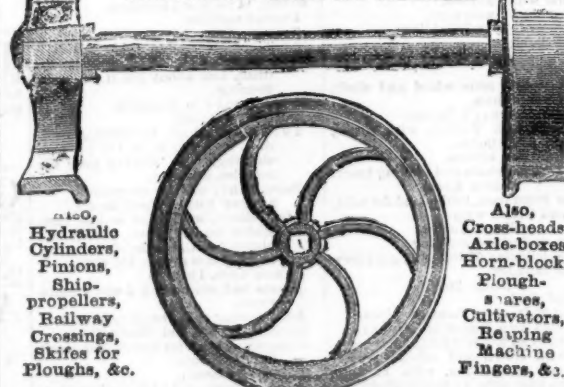 Also,
Hydraulic
Cylinders,
Pinions,
Ship-
propellers,
Railway
Crossings,
Skifes for
Ploughs, &c.
Also,
Cross-heads
Axle-boxes
Horn-block
Plough-
shares,
Cultivators,
Reaping
Machine
Fingers, &c.